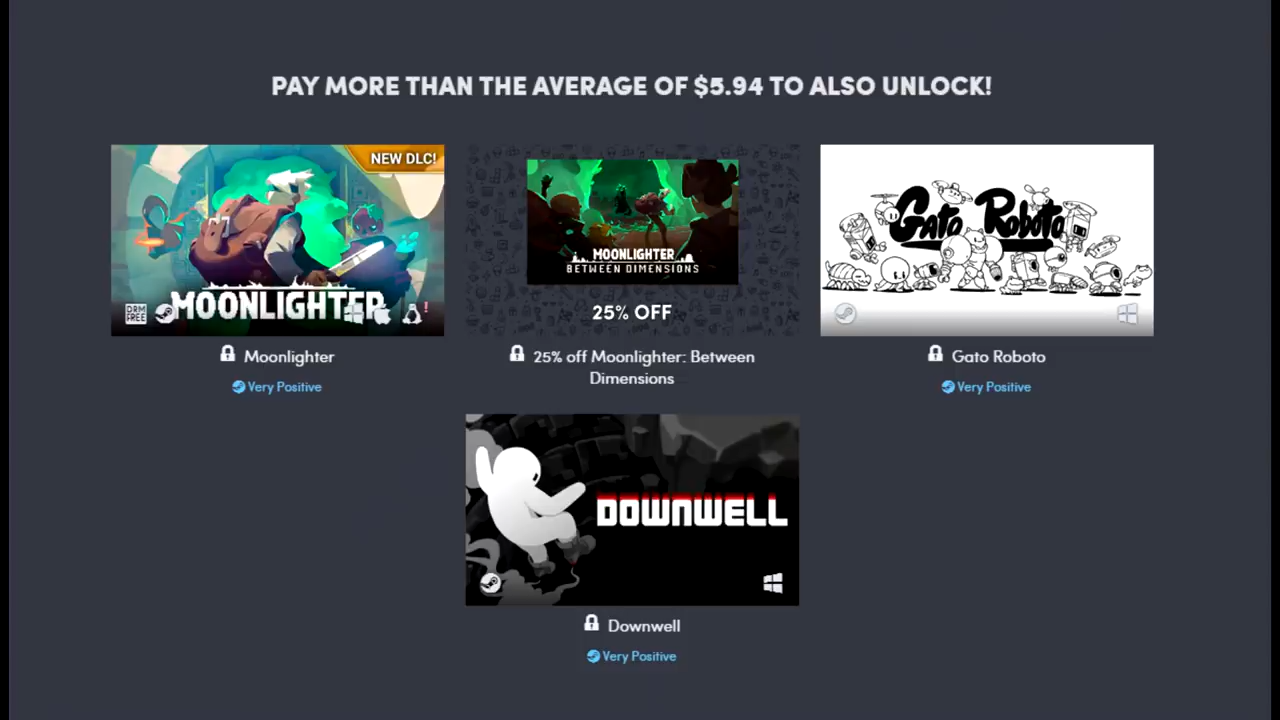 PAY MORE THAN THE AVERAGE OF $5.94 TO ALSO UNLOCK!
NEW DLC!
DRM
FREE
MOONLIGHTER
!
Moonlighter
Very Positive
MOONLIGHTER
BETWEEN DIMENSIONS
25% OFF
25% off Moonlighter: Between
Dimensions
GATO ROBOTO
Gato Roboto
Very Positive
DOWNWELL
Downwell
Very Positive